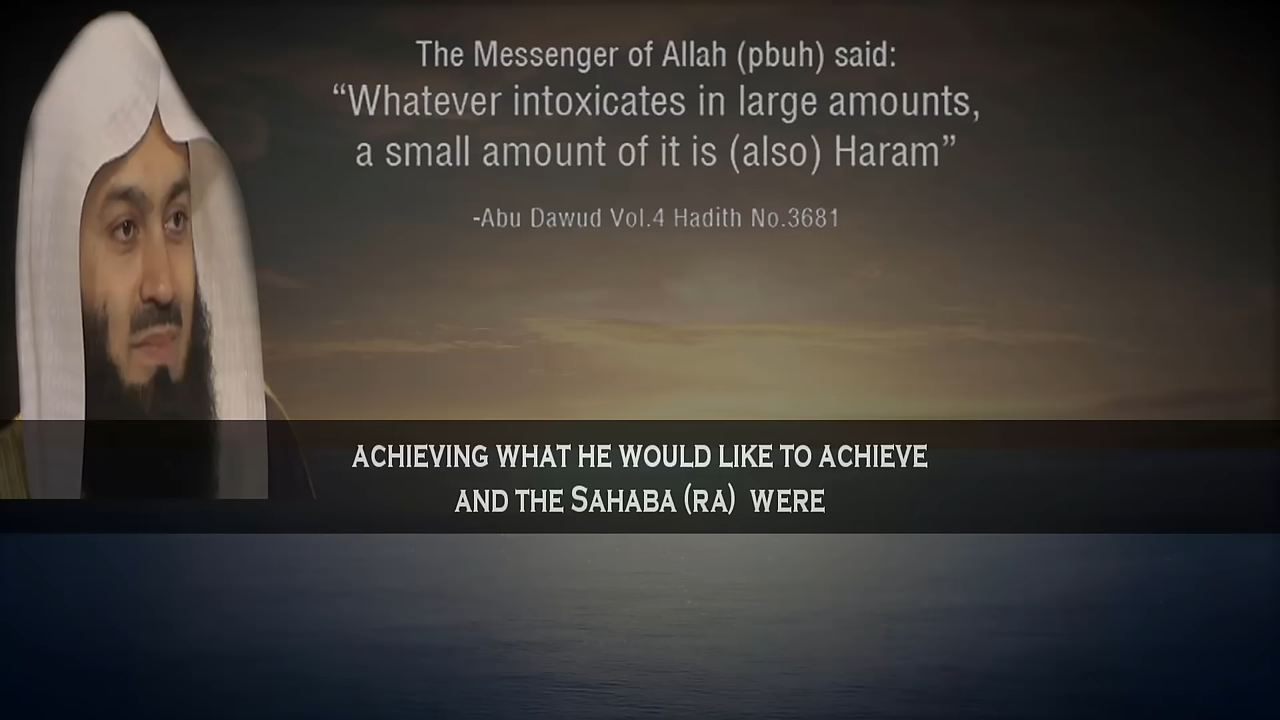 The Messenger of Allah (pbuh) said:
“Whatever intoxicates in large amounts,
a small amount of it is (also) Haram”
-Abu Dawud Vol.4 Hadith No.3681
ACHIEVING WHAT HE WOULD LIKE TO ACHIEVE
AND THE SAHABA (RA) WERE